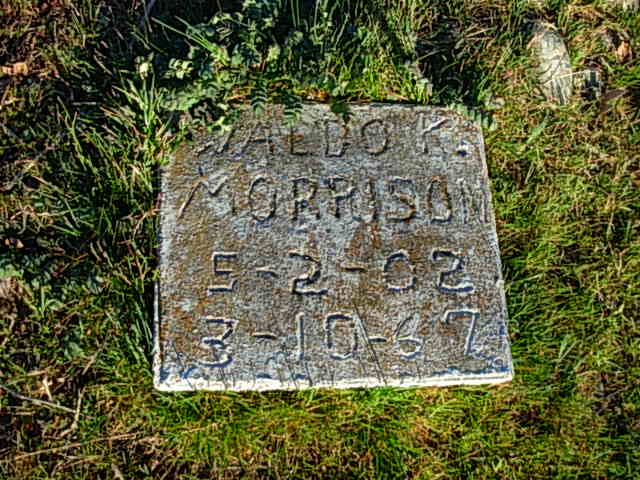 WALDO K.
MORRISON
5-2-02
3-10-67